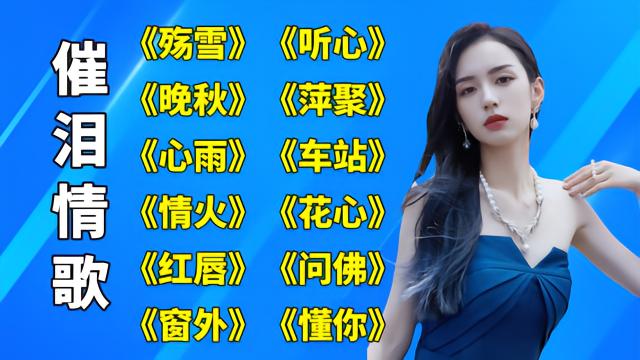 催泪情歌
《殇雪》 《听心》
《晚秋》 《萍聚》
《心雨》 《车站》
《情火》 《花心》
《红唇》 《问佛》
《窗外》 《懂你》